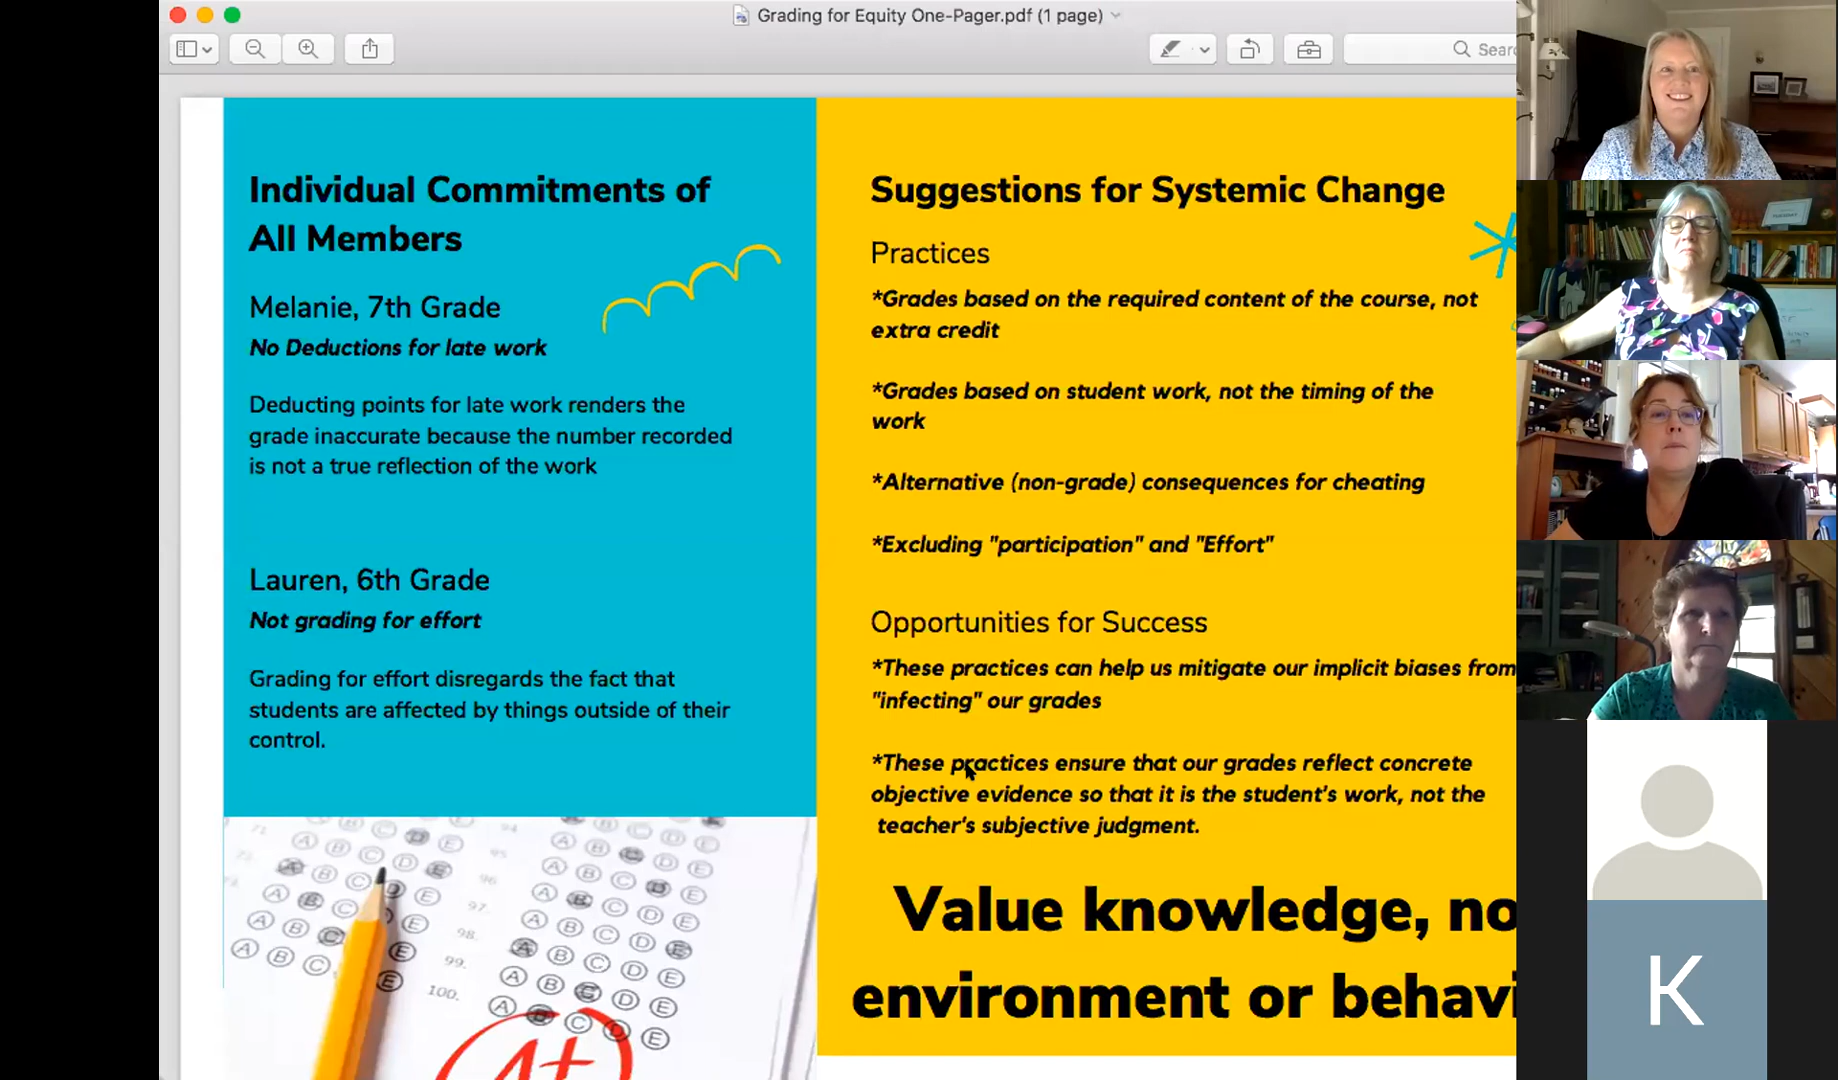 Grading for Equity One-Pager.pdf (1 page)
Individual Commitments of
All Members
Melanie, 7th Grade
No Deductions for late work
Deducting points for late work renders the
grade inaccurate because the number recorded
is not a true reflection of the work
Lauren, 6th Grade
Not grading for effort
Grading for effort disregards the fact that
students are affected by things outside of their
control.
96
97.
98.
99.
100.
A+
Suggestions for Systemic Change
Practices
*Grades based on the required content of the course, not
extra credit
*Grades based on student work, not the timing of the
work
*Alternative (non-grade) consequences for cheating
*Excluding "participation" and "Effort"
Opportunities for Success
*These practices can help us mitigate our implicit biases from
"infecting" our grades
*These practices ensure that our grades reflect concrete
objective evidence so that it is the student's work, not the
teacher's subjective judgment.
Value knowledge, no
environment or behavi
K